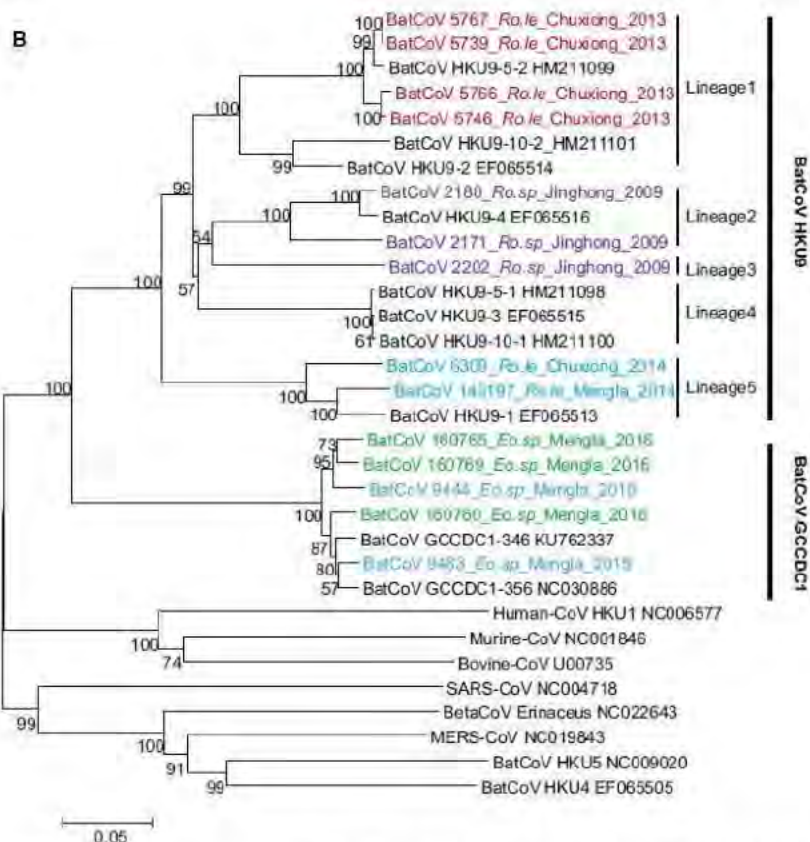 B
100
BatCoV 5767_Ro.le_Chuxiong_2013
99
BatCoV 5739_Ro.le_Chuxiong_2013
100
BatCoV HKU9-5-2 HM211099
Lineage1
BatCoV 5766_Ro.le_Chuxiong_2013
100
100
BatCoV 5746_Ro.le_Chuxiong_2013
BatCoV HKU9-10-2_HM211101
99
BatCoV HKU9-2 EF065514
BatCoV HKU9
99
100
BatCoV 2180_Ro.sp_Jinghong_2009
100
BatCoV HKU9-4 EF065516
Lineage2
54
BatCoV 2171_Ro.sp_Jinghong_2009
BatCoV 2202_Ro.sp_Jinghong_2009
Lineage3
100
57
BatCoV HKU9-5-1 HM211098
100
BatCoV HKU9-3 EF065515
Lineage4
61
BatCoV HKU9-10-1 HM211100
BatCoV 6309_Ro.le_Chuxiong_2014
100
100
BatCoV 149197_Ro.le_Mengla_2014
Lineage5
100
BatCoV HKU9-1 EF065513
73
BatCoV 160765_Eo.sp_Mengla_2016
95
BatCoV 160769_Eo.sp_Mengla_2016
BatCoV 9444_Eo.sp_Mengla_2015
100
BatCoV 160760_Eo.sp_Mengla_2016
BatCoV GCCDC1
87
BatCoV GCCDC1-346 KU762337
80
BatCoV 9463_Eo.sp_Mengla_2015
57
BatCoV GCCDC1-356 NC030886
Human-CoV HKU1 NC006577
100
Murine-CoV NC001846
74
Bovine-CoV U00735
SARS-CoV NC004718
99
BetaCoV Erinaceus NC022643
100
MERS-CoV NC019843
91
BatCoV HKU5 NC009020
99
BatCoV HKU4 EF065505
0.05